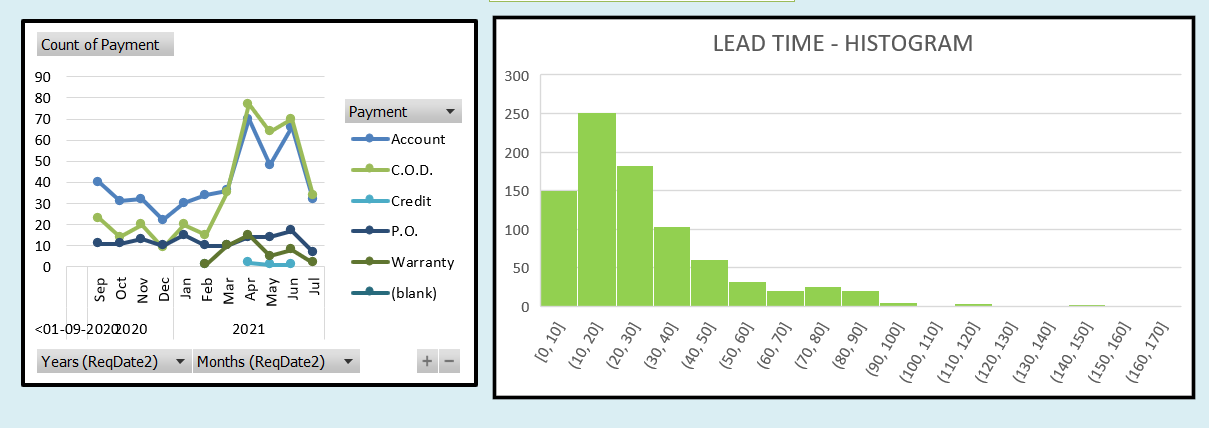 Count of Payment
90
80
70
60
50
40
30
20
10
0
Sep
Oct
Nov
Dec
Jan
Feb
Mar
Apr
May
Jun
Jul
<01-09-2020
2020
2021
Payment
Account
C.O.D.
Credit
P.O.
Warranty
(blank)
Years (ReqDate2)
Months (ReqDate2)
+ −
LEAD TIME - HISTOGRAM
300
250
200
150
100
50
0
[0, 10]
(10, 20]
(20, 30]
(30, 40]
(40, 50]
(50, 60]
(60, 70]
(70, 80]
(80, 90]
(90, 100]
(100, 110]
(110, 120]
(120, 130]
(130, 140]
(140, 150]
(150, 160]
(160, 170]